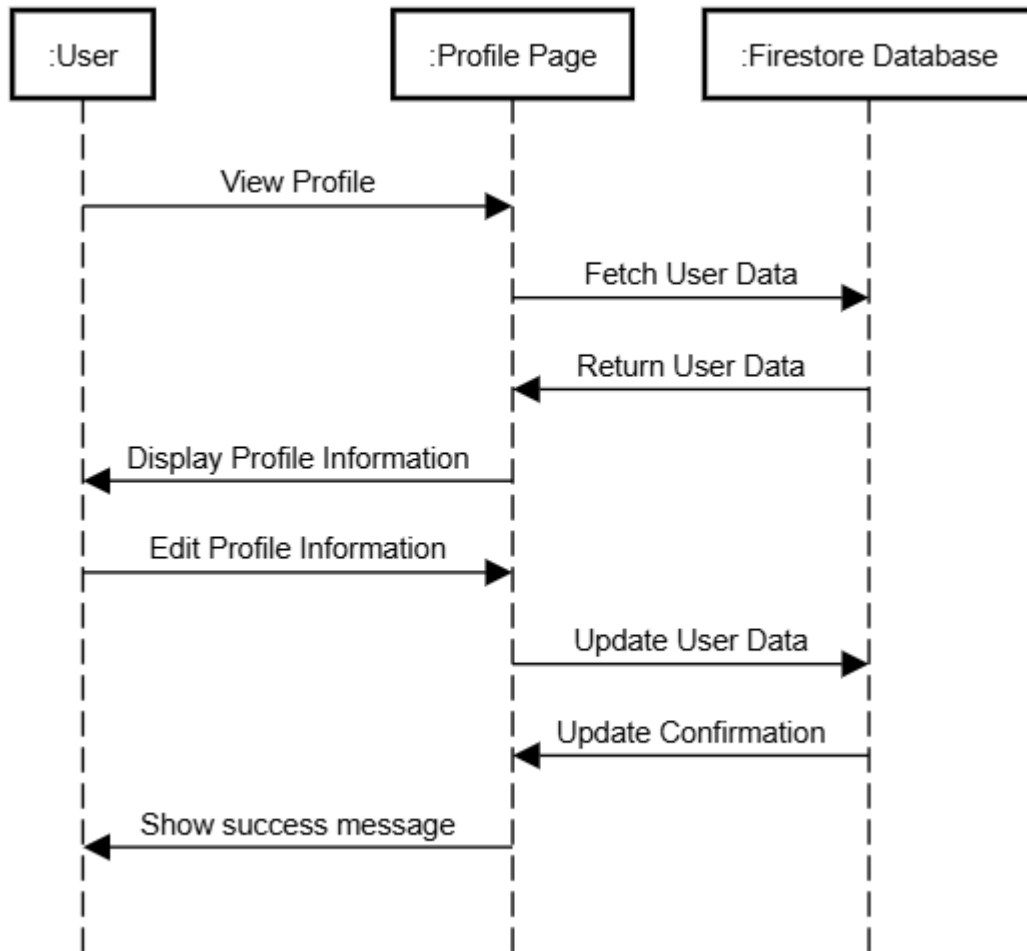 :User
:Profile Page
:Firestore Database
View Profile
Fetch User Data
Return User Data
Display Profile Information
Edit Profile Information
Update User Data
Update Confirmation
Show success message